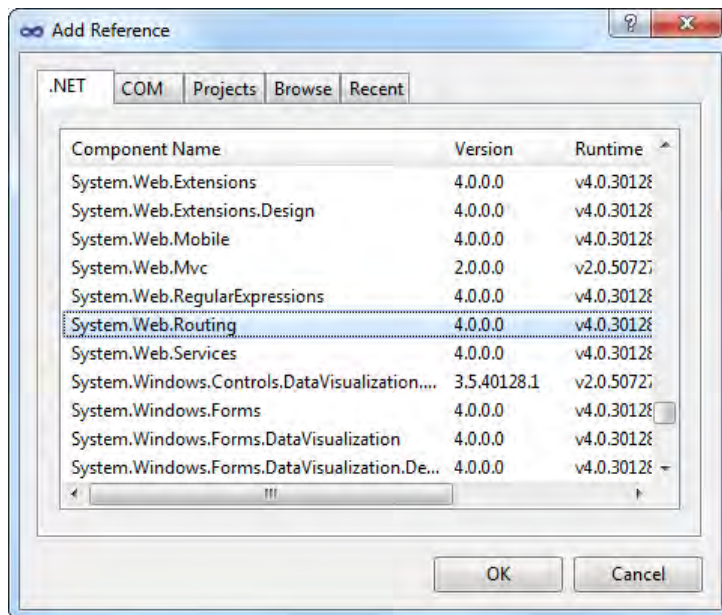 Add Reference
.NET COM Projects Browse Recent
Component Name Version Runtime
System.Web.Extensions 4.0.0.0 v4.0.30128
System.Web.Extensions.Design 4.0.0.0 v4.0.30128
System.Web.Mobile 4.0.0.0 v4.0.30128
System.Web.Mvc 2.0.0.0 v2.0.50727
System.Web.RegularExpressions 4.0.0.0 v4.0.30128
System.Web.Routing 4.0.0.0 v4.0.30128
System.Web.Services 4.0.0.0 v4.0.30128
System.Windows.Controls.DataVisualization.... 3.5.40128.1 v2.0.50727
System.Windows.Forms 4.0.0.0 v4.0.30128
System.Windows.Forms.DataVisualization 4.0.0.0 v4.0.30128
System.Windows.Forms.DataVisualization.De... 4.0.0.0 v4.0.30128
OK Cancel